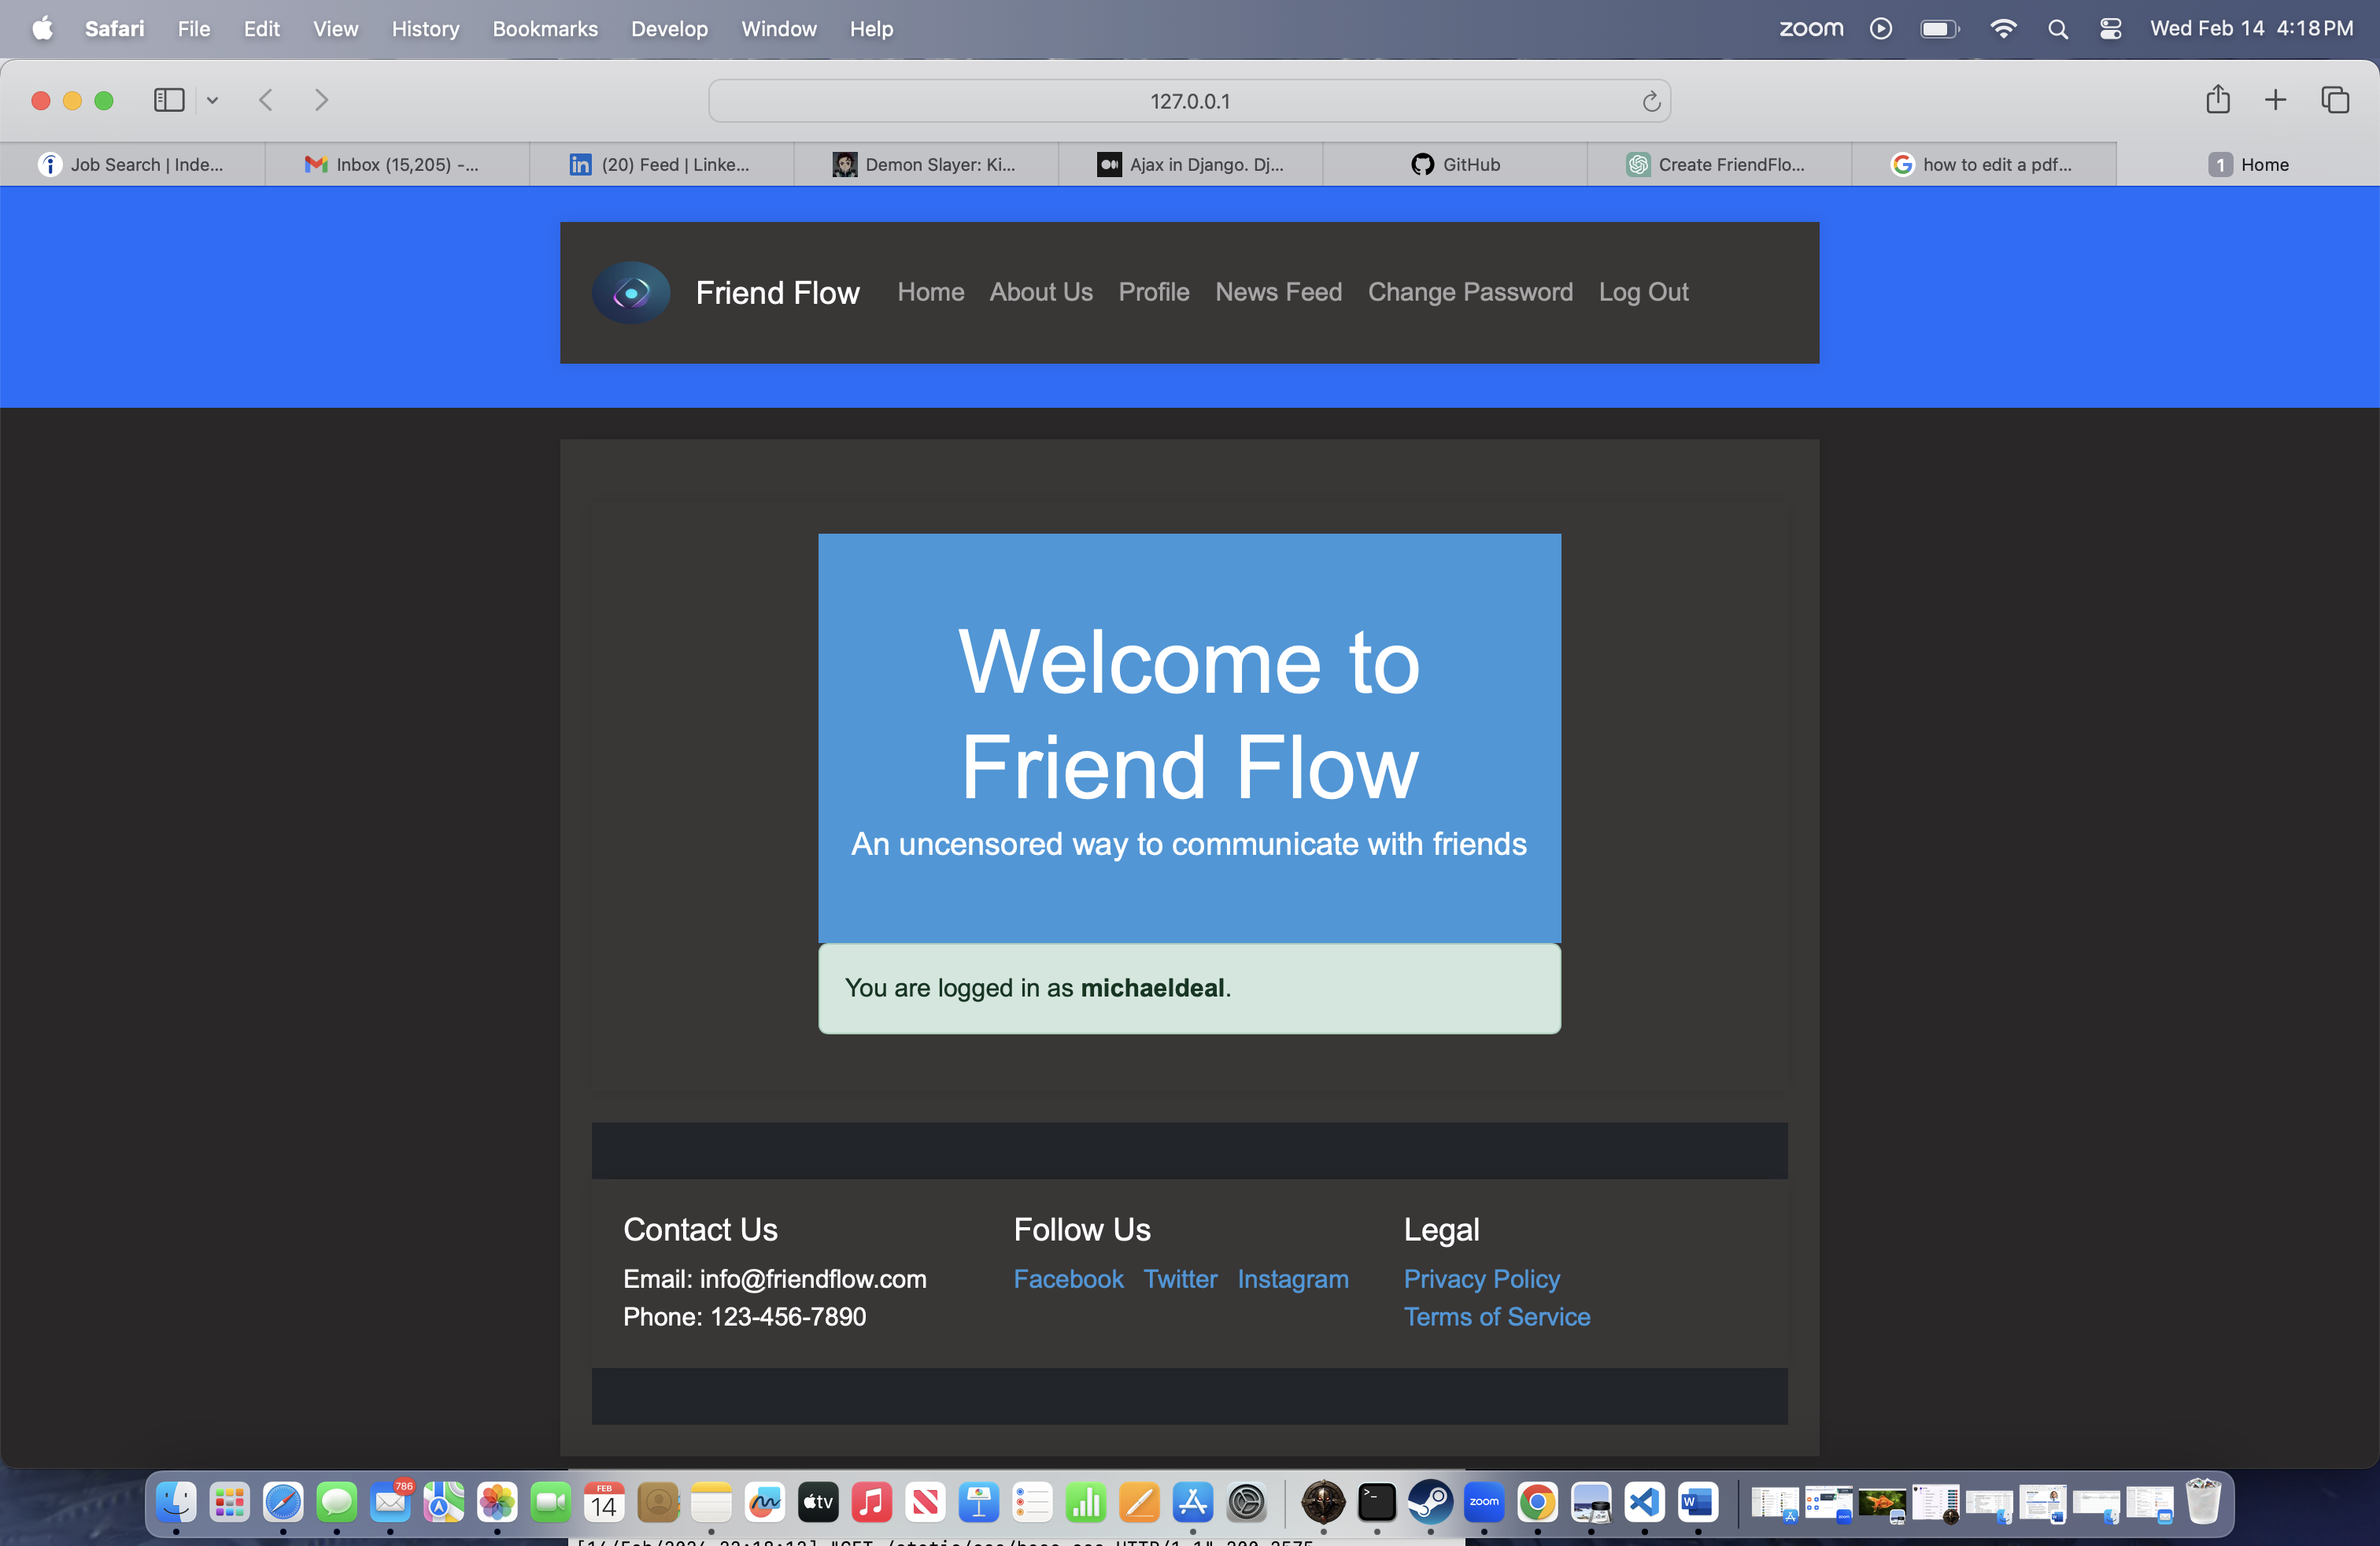 Safari File Edit View History Bookmarks Develop Window Help zoom Wed Feb 14 4:18 PM
127.0.0.1
Job Search | Inde... Inbox (15,205) -... (20) Feed | Linke... Demon Slayer: Ki... Ajax in Django. Dj... GitHub Create FriendFlo... how to edit a pdf... 1 Home
Friend Flow Home About Us Profile News Feed Change Password Log Out
Welcome to
Friend Flow
An uncensored way to communicate with friends
You are logged in as michaeldeal.
Contact Us
Email: info@friendflow.com
Phone: 123-456-7890
Follow Us
Facebook Twitter Instagram
Legal
Privacy Policy
Terms of Service
786 FEB 14 tv zoom W